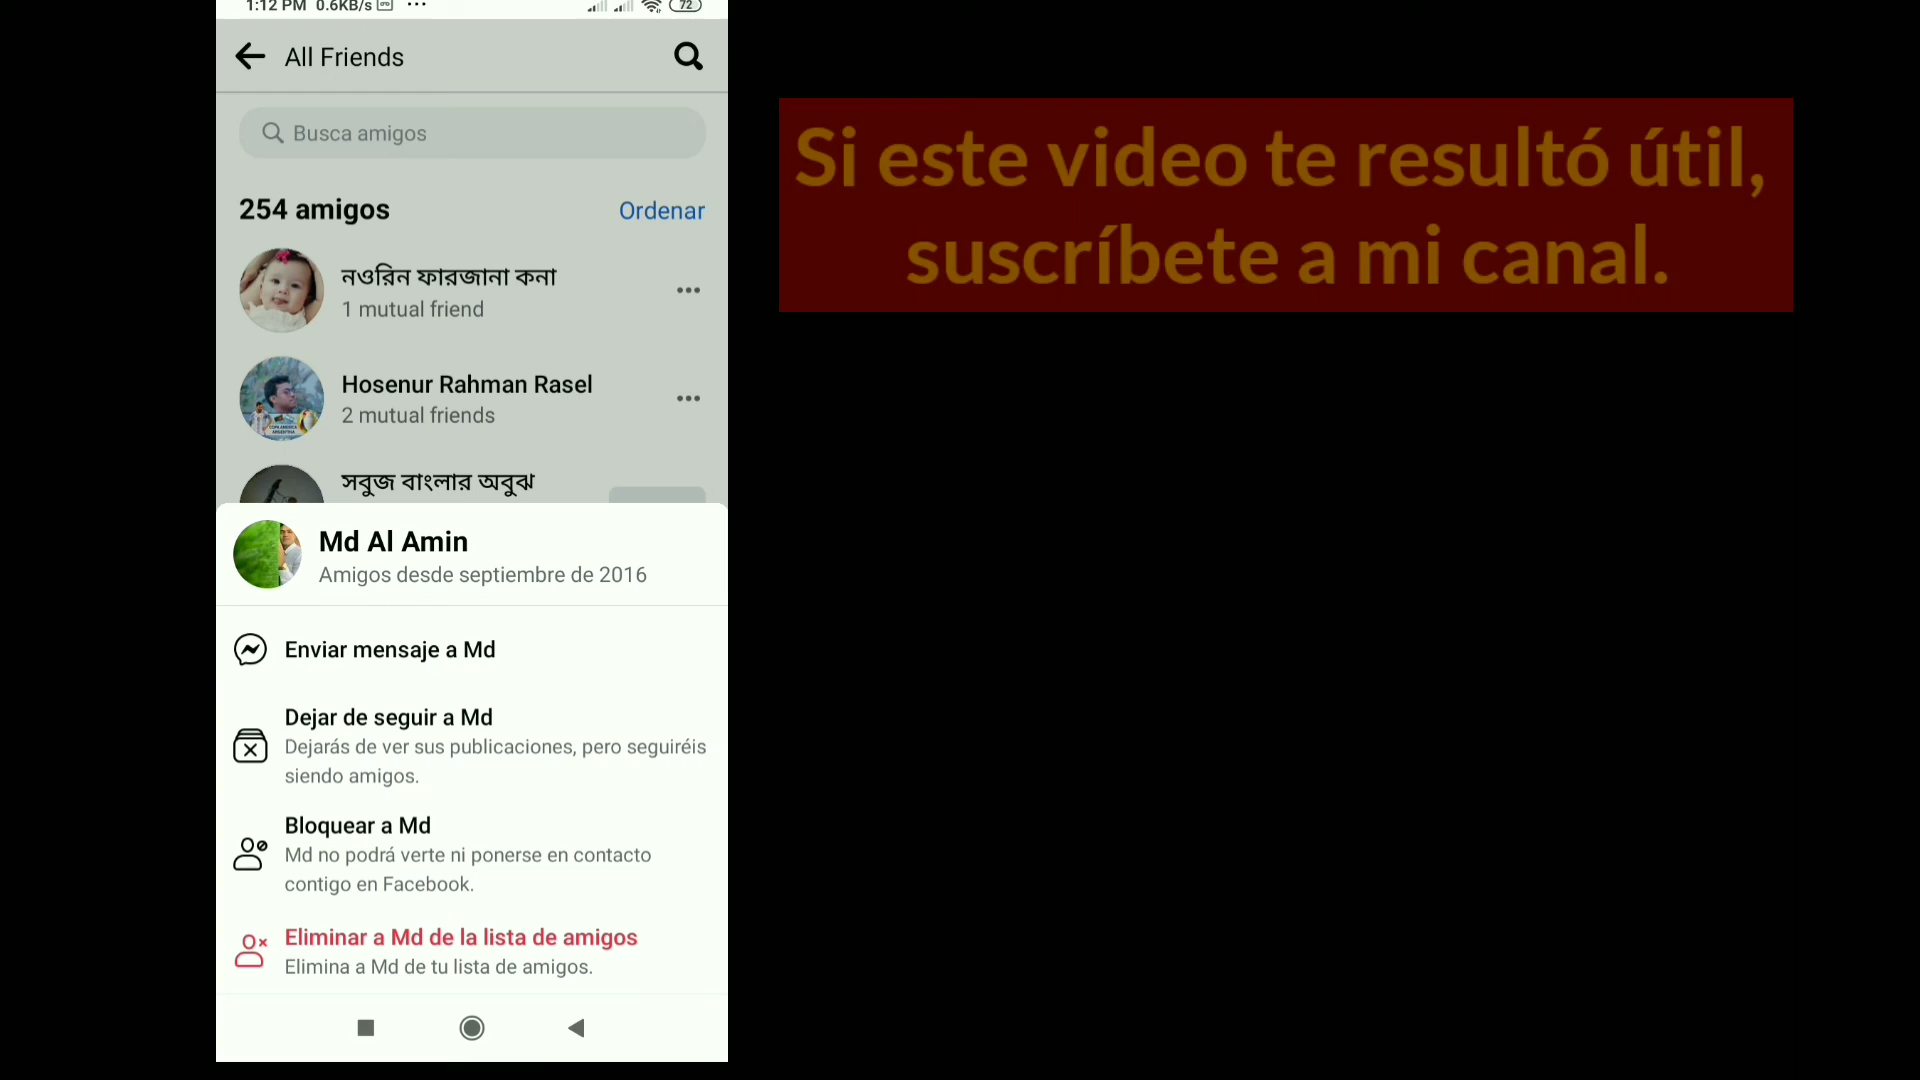 1:12 PM 0.6KB/s ...
72
All Friends
Busca amigos
254 amigos
Ordenar
নওরিন ফারজানা কনা
1 mutual friend
Hosenur Rahman Rasel
COPA AMERICA
ARGENTINA
2 mutual friends
সবুজ বাংলার অবুঝ
Md Al Amin
Amigos desde septiembre de 2016
Enviar mensaje a Md
Dejar de seguir a Md
Dejarás de ver sus publicaciones, pero seguiréis
siendo amigos.
Bloquear a Md
Md no podrá verte ni ponerse en contacto
contigo en Facebook.
Eliminar a Md de la lista de amigos
Elimina a Md de tu lista de amigos.
Si este video te resultó útil,
suscríbete a mi canal.